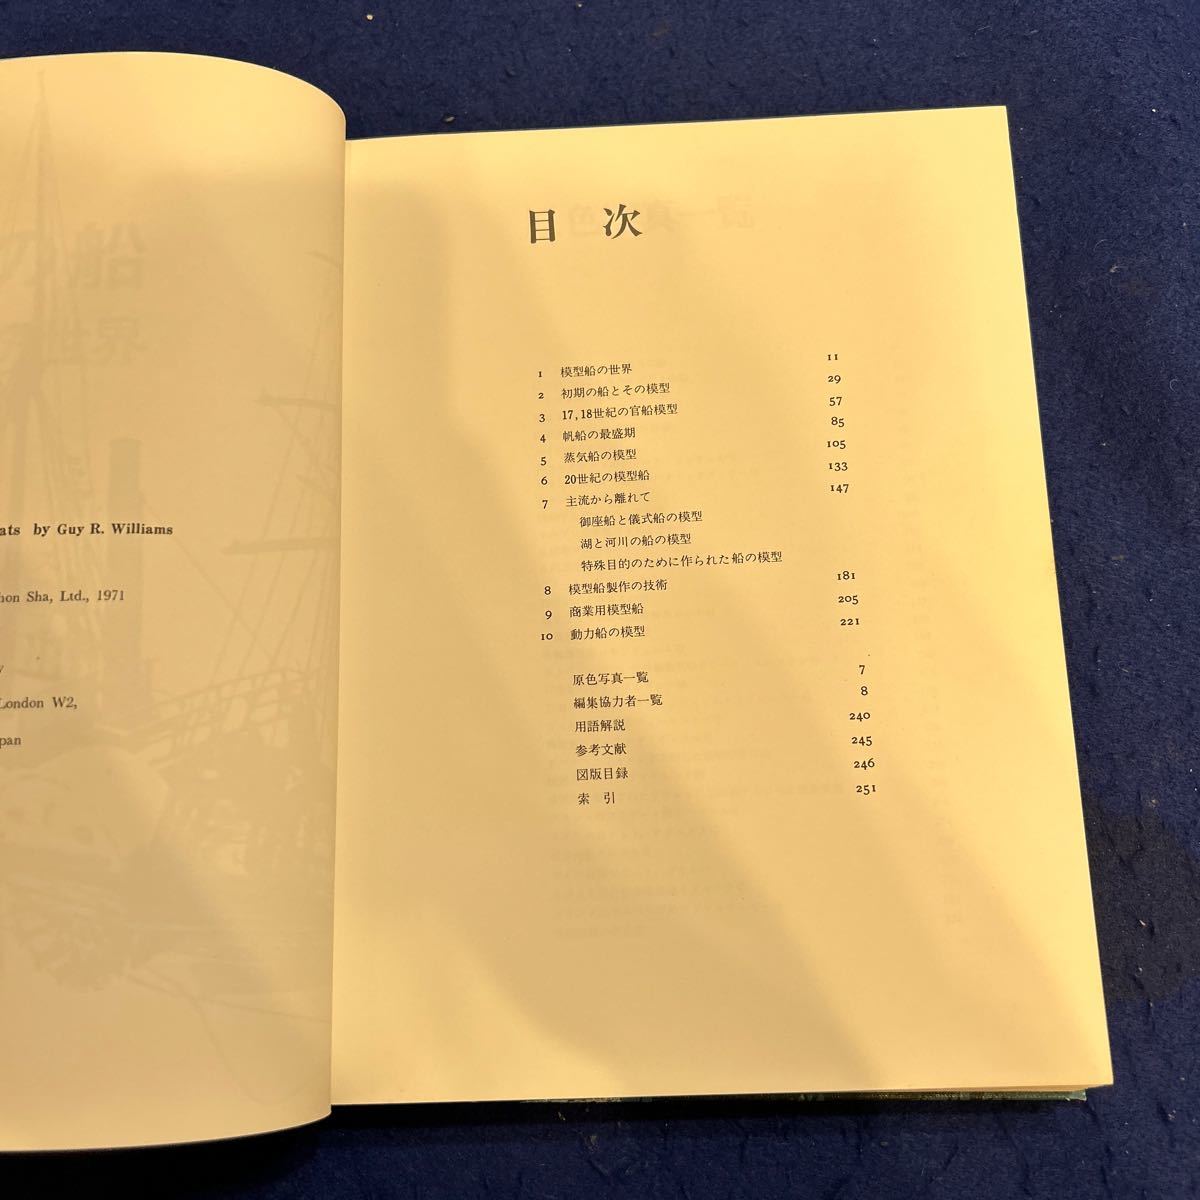 の船
世界
ats by Guy R. Williams
hon Sha, Ltd., 1971
London W2,
pan
目次
1 模型船の世界 11
2 初期の船とその模型 29
3 17, 18世紀の官船模型 57
4 帆船の最盛期 85
5 蒸気船の模型 105
6 20世紀の模型船 133
7 主流から離れて 147
御座船と儀式船の模型
湖と河川の船の模型
特殊目的のために作られた船の模型
8 模型船製作の技術 181
9 商業用模型船 205
10 動力船の模型 221
原色写真一覧 7
編集協力者一覧 8
用語解説 240
参考文献 245
図版目録 246
索引 251